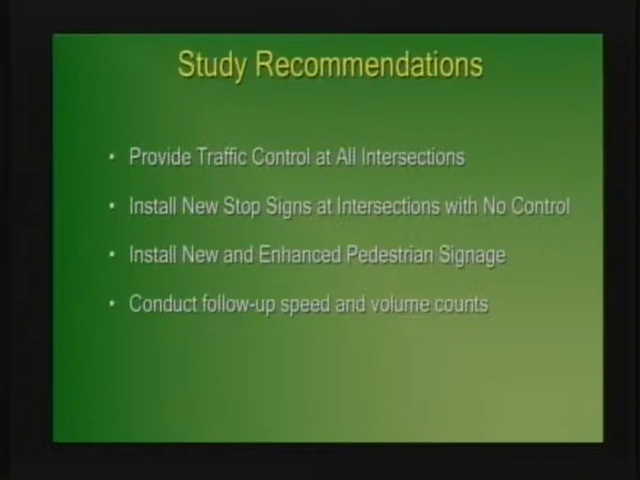 Study Recommendations
• Provide Traffic Control at All Intersections
• Install New Stop Signs at Intersections with No Control
• Install New and Enhanced Pedestrian Signage
• Conduct follow-up speed and volume counts